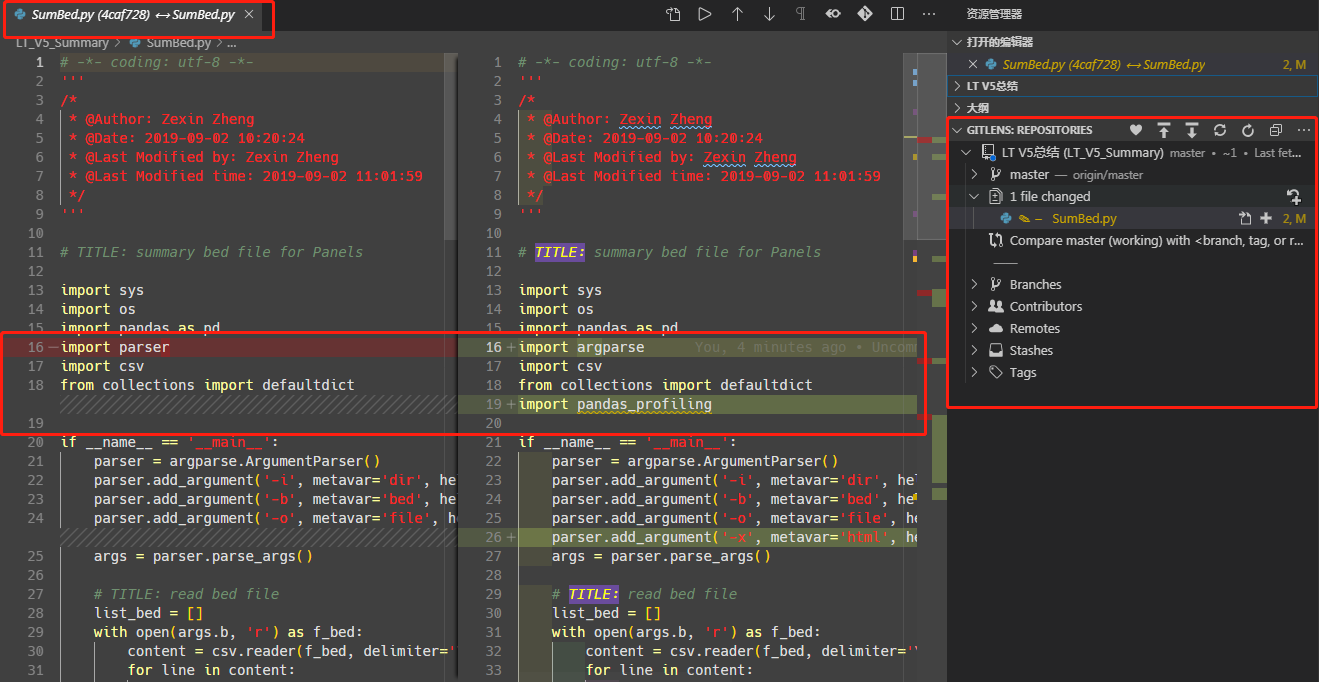 SumBed.py (4caf728) ↔ SumBed.py ×
LT_V5_Summary > SumBed.py > ...
1 # -*- coding: utf-8 -*-
2 '''
3 /*
4 * @Author: Zexin Zheng
5 * @Date: 2019-09-02 10:20:24
6 * @Last Modified by: Zexin Zheng
7 * @Last Modified time: 2019-09-02 11:01:59
8 */
9 '''
10
11 # TITLE: summary bed file for Panels
12
13 import sys
14 import os
15 import pandas as pd
16 — import parser
17 import csv
18 from collections import defaultdict
19
20 if __name__ == '__main__':
21 parser = argparse.ArgumentParser()
22 parser.add_argument('-i', metavar='dir', he
23 parser.add_argument('-b', metavar='bed', he
24 parser.add_argument('-o', metavar='file', h
25 args = parser.parse_args()
26
27 # TITLE: read bed file
28 list_bed = []
29 with open(args.b, 'r') as f_bed:
30 content = csv.reader(f_bed, delimiter='
31 for line in content:
1 # -*- coding: utf-8 -*-
2 '''
3 /*
4 * @Author: Zexin Zheng
5 * @Date: 2019-09-02 10:20:24
6 * @Last Modified by: Zexin Zheng
7 * @Last Modified time: 2019-09-02 11:01:59
8 */
9 '''
10
11 # TITLE: summary bed file for Panels
12
13 import sys
14 import os
15 import pandas as pd
16 + import argparse You, 4 minutes ago • Uncomm
17 import csv
18 from collections import defaultdict
19 + import pandas_profiling
20
21 if __name__ == '__main__':
22 parser = argparse.ArgumentParser()
23 parser.add_argument('-i', metavar='dir', he
24 parser.add_argument('-b', metavar='bed', he
25 parser.add_argument('-o', metavar='file', he
26 + parser.add_argument('-x', metavar='html', he
27 args = parser.parse_args()
28
29 # TITLE: read bed file
30 list_bed = []
31 with open(args.b, 'r') as f_bed:
32 content = csv.reader(f_bed, delimiter='\
33 for line in content:
资源管理器
打开的编辑器
× SumBed.py (4caf728) ↔ SumBed.py 2, M
LT V5总结
大纲
GITLENS: REPOSITORIES
LT V5总结 (LT_V5_Summary) master • ~1 • Last fet...
master — origin/master
1 file changed
SumBed.py 2, M
Compare master (working) with <branch, tag, or r...
Branches
Contributors
Remotes
Stashes
Tags